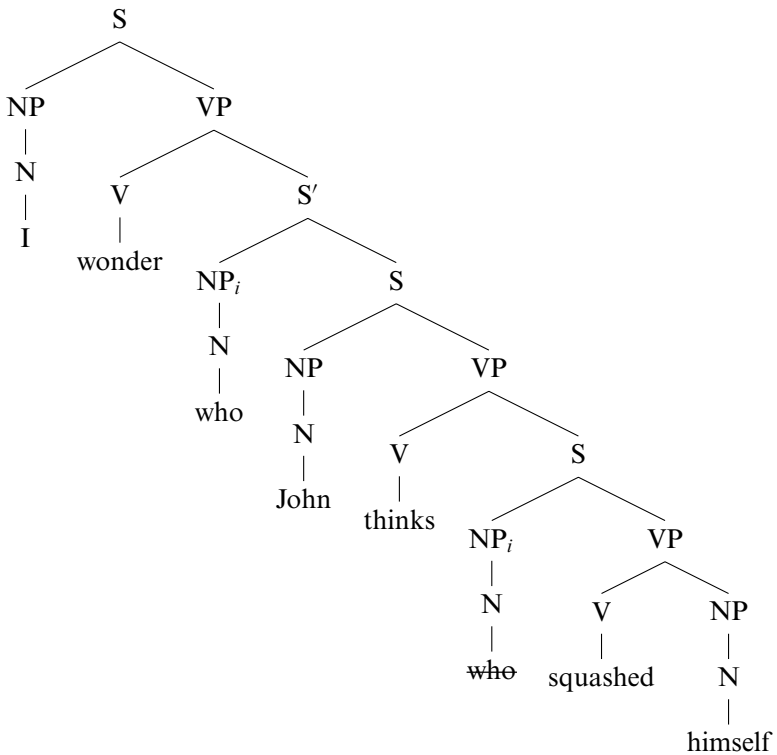 S
NP VP
N V S′
I wonder NPᵢ S
N NP VP
who N V S
John thinks NPᵢ VP
N V NP
who squashed N
himself